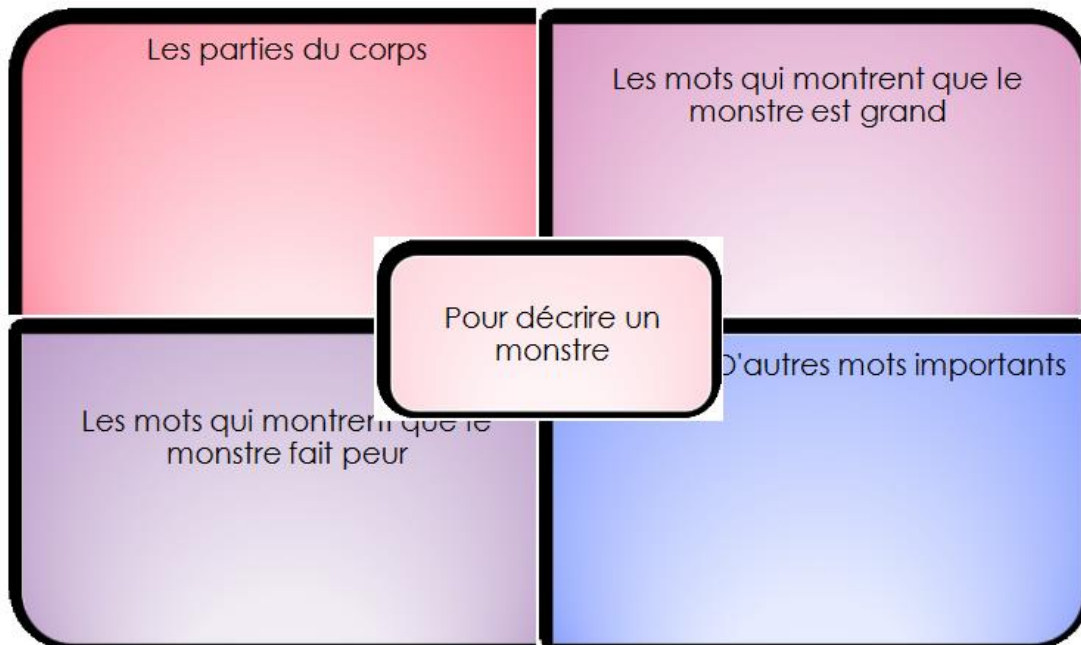 Les parties du corps
Les mots qui montrent que le
monstre est grand
Pour décrire un
monstre
Les mots qui montrent que le
monstre fait peur
D'autres mots importants